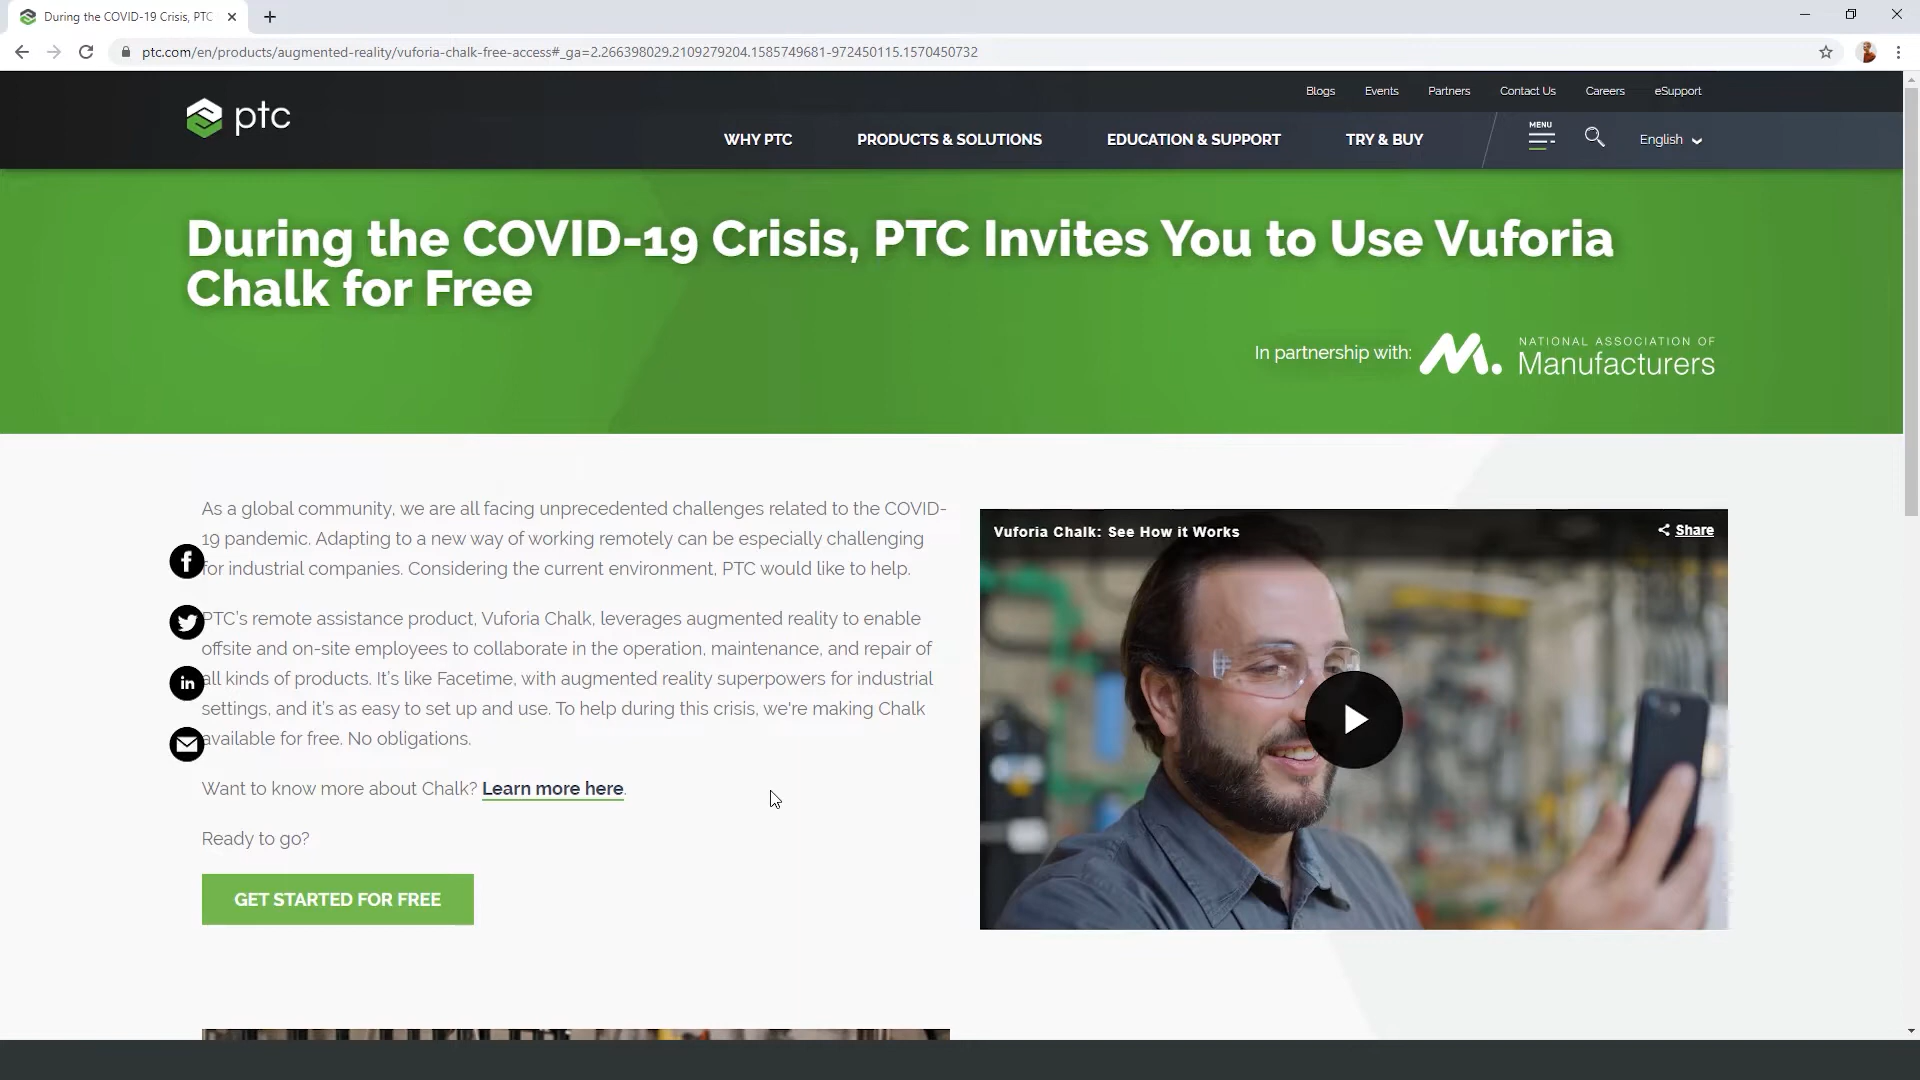 During the COVID-19 Crisis, PTC
ptc.com/en/products/augmented-reality/vuforia-chalk-free-access#_ga=2.266398029.2109279204.1585749681-972450115.1570450732
Blogs Events Partners Contact Us Careers eSupport
ptc
WHY PTC PRODUCTS & SOLUTIONS EDUCATION & SUPPORT TRY & BUY MENU English
During the COVID-19 Crisis, PTC Invites You to Use Vuforia
Chalk for Free
In partnership with: M. NATIONAL ASSOCIATION OF
Manufacturers
As a global community, we are all facing unprecedented challenges related to the COVID-
19 pandemic. Adapting to a new way of working remotely can be especially challenging
for industrial companies. Considering the current environment, PTC would like to help.
PTC's remote assistance product, Vuforia Chalk, leverages augmented reality to enable
offsite and on-site employees to collaborate in the operation, maintenance, and repair of
all kinds of products. It's like Facetime, with augmented reality superpowers for industrial
settings, and it's as easy to set up and use. To help during this crisis, we're making Chalk
available for free. No obligations.
Want to know more about Chalk? Learn more here.
Ready to go?
GET STARTED FOR FREE
f
in
Vuforia Chalk: See How it Works
Share